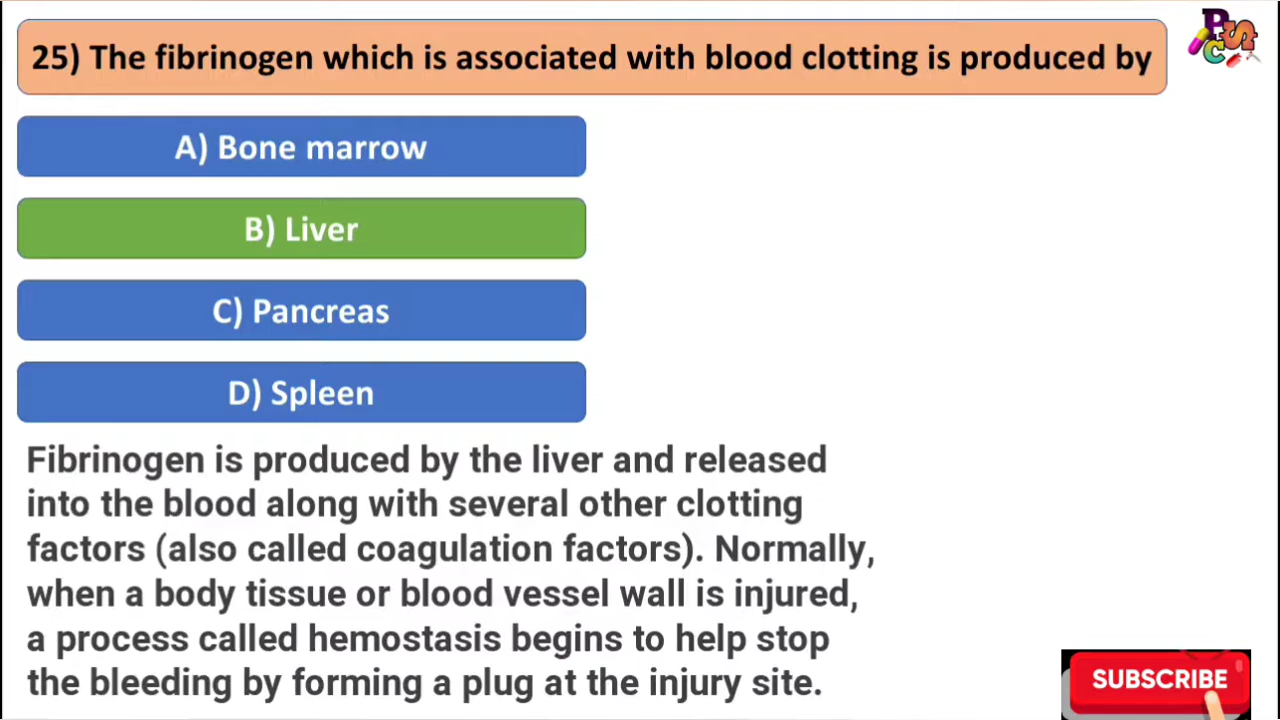 25) The fibrinogen which is associated with blood clotting is produced by
PSC
A) Bone marrow
B) Liver
C) Pancreas
D) Spleen
Fibrinogen is produced by the liver and released
into the blood along with several other clotting
factors (also called coagulation factors). Normally,
when a body tissue or blood vessel wall is injured,
a process called hemostasis begins to help stop
the bleeding by forming a plug at the injury site.
SUBSCRIBE